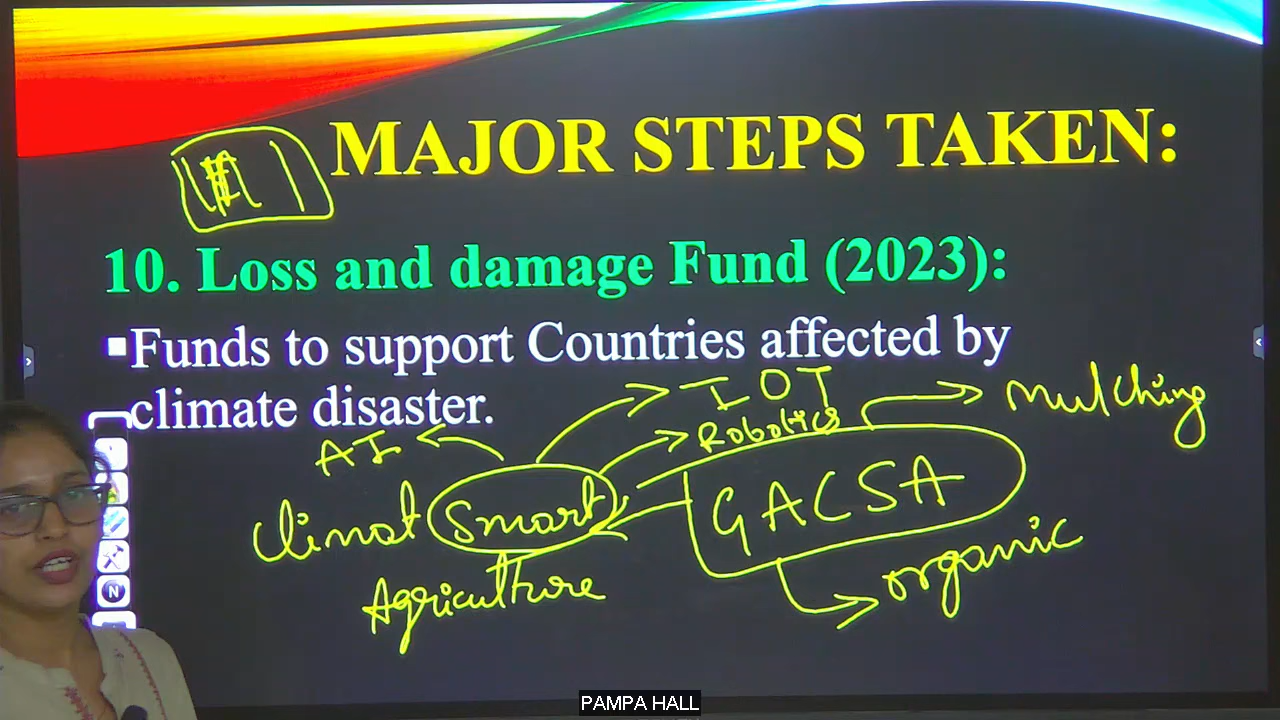 MAJOR STEPS TAKEN:
10. Loss and damage Fund (2023):
▪Funds to support Countries affected by
climate disaster.
IOT
Mulching
AI
Robotics
Climat Smart
GACSA
Agriculture
organic
N
PAMPA HALL